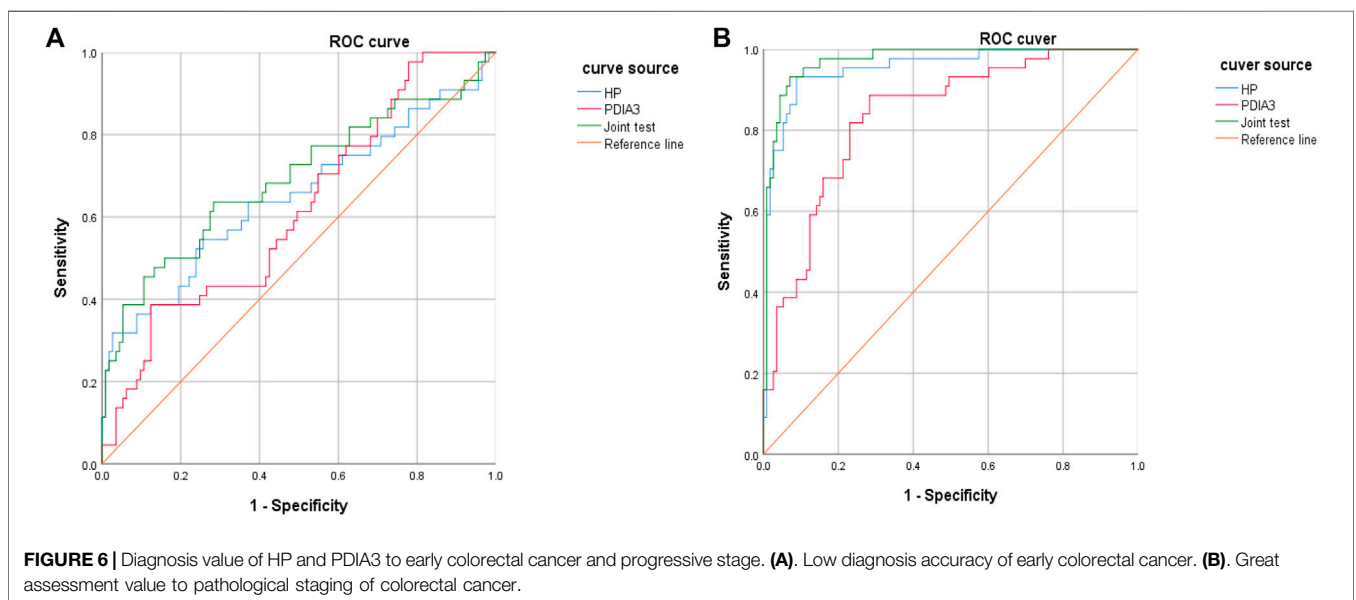 A
ROC curve
1.0
0.8
0.6
0.4
0.2
0.0
0.0 0.2 0.4 0.6 0.8 1.0
Sensitivity
1 - Specificity
curve source
HP
PDIA3
Joint test
Reference line
B
ROC cuver
1.0
0.8
0.6
0.4
0.2
0.0
0.0 0.2 0.4 0.6 0.8 1.0
Sensitivity
1 - Specificity
cuver source
HP
PDIA3
Joint test
Reference line
FIGURE 6 | Diagnosis value of HP and PDIA3 to early colorectal cancer and progressive stage. (A). Low diagnosis accuracy of early colorectal cancer. (B). Great
assessment value to pathological staging of colorectal cancer.